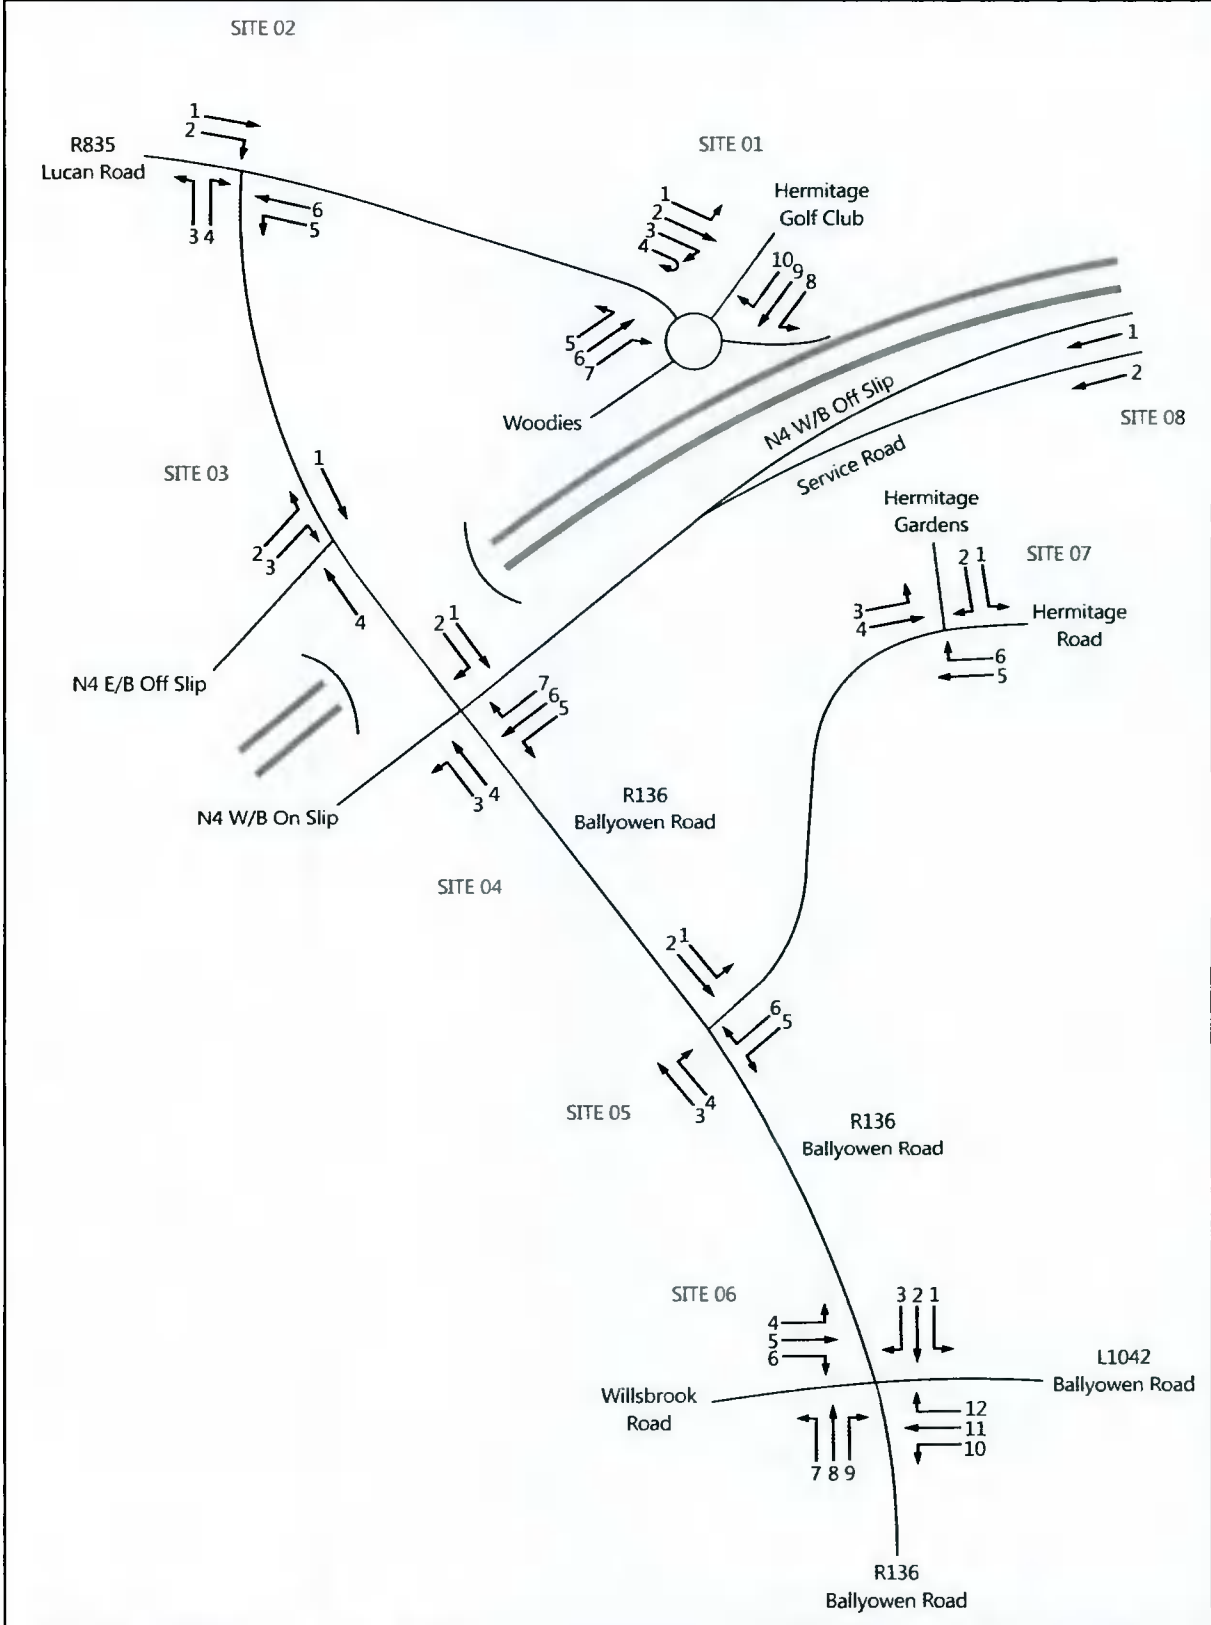 SITE 02
1
2
R835
Lucan Road
3 4
6
5
SITE 01
Hermitage
Golf Club
1
2
3
4
10
9
8
5
6
7
Woodies
N4 W/B Off Slip
Service Road
1
2
SITE 08
SITE 03
1
2
3
4
N4 E/B Off Slip
Hermitage
Gardens
SITE 07
2 1
3
4
Hermitage
Road
6
5
2 1
7
6
5
4
3
N4 W/B On Slip
R136
Ballyowen Road
SITE 04
2 1
6
5
4
3
SITE 05
R136
Ballyowen Road
SITE 06
3 2 1
4
5
6
L1042
Ballyowen Road
Willsbrook
Road
12
11
10
7 8 9
R136
Ballyowen Road